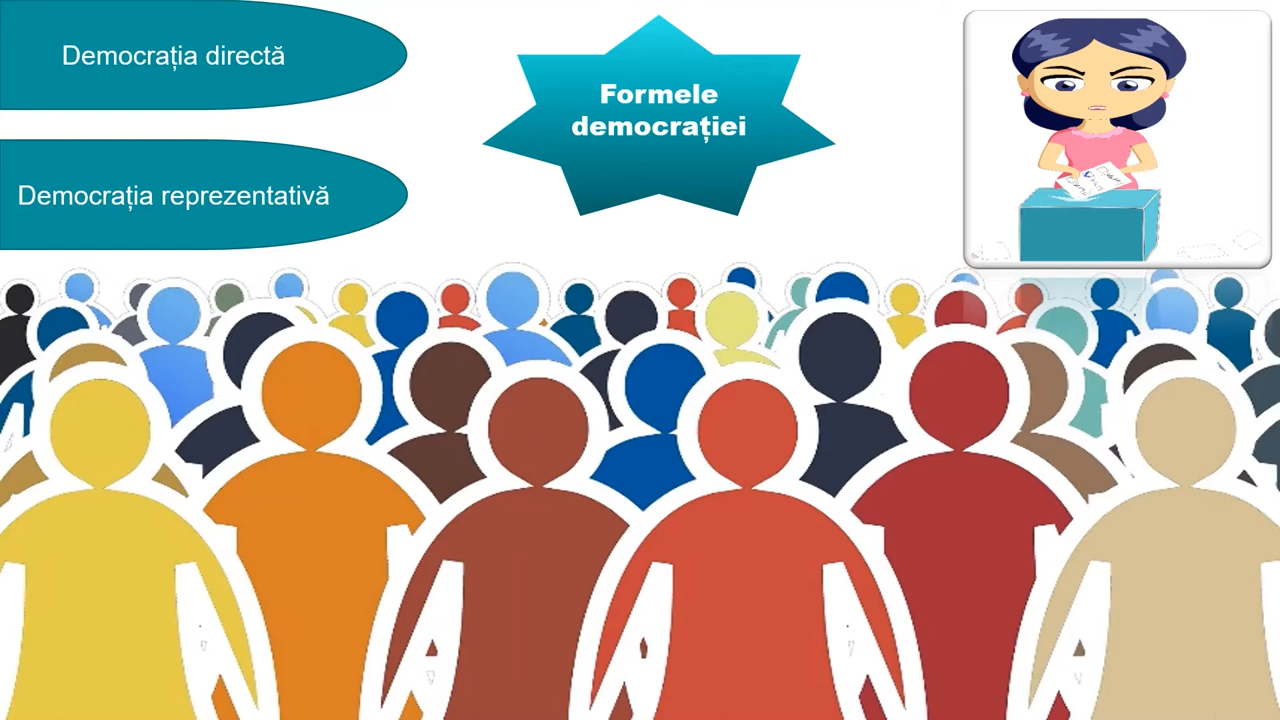 Democrația directă
Formele
democrației
Democrația reprezentativă